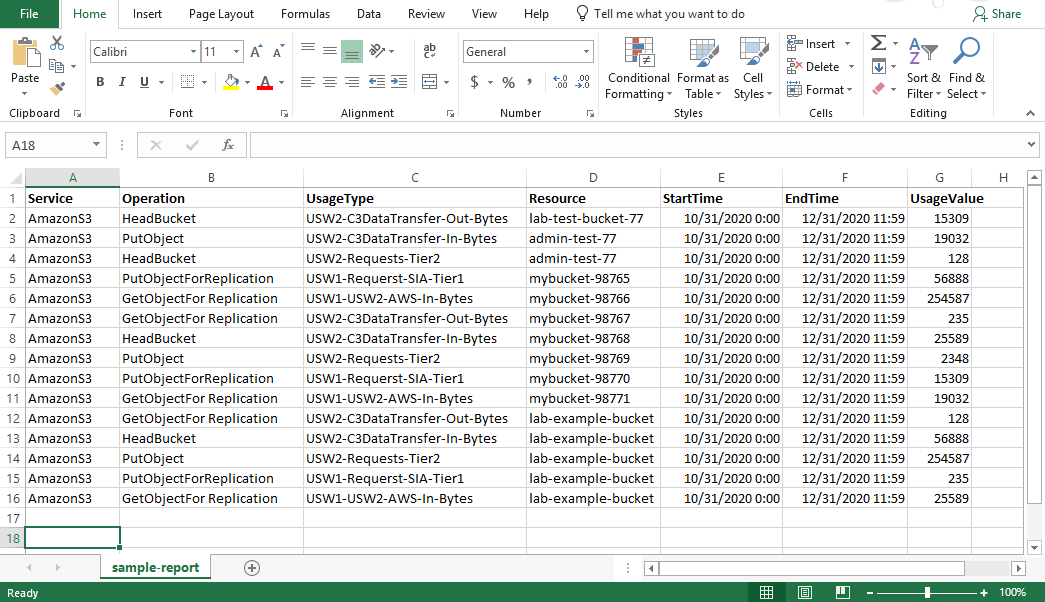 File Home Insert Page Layout Formulas Data Review View Help Tell me what you want to do Share
Paste
Calibri 11
B I U A
ab
General
$ % ,
Conditional Formatting
Format as Table
Cell Styles
Insert
Delete
Format
Sort & Filter
Find & Select
Clipboard Font Alignment Number Styles Cells Editing
A18 fx
A B C D E F G H
1 Service Operation UsageType Resource StartTime EndTime UsageValue
2 AmazonS3 HeadBucket USW2-C3DataTransfer-Out-Bytes lab-test-bucket-77 10/31/2020 0:00 12/31/2020 11:59 15309
3 AmazonS3 PutObject USW2-C3DataTransfer-In-Bytes admin-test-77 10/31/2020 0:00 12/31/2020 11:59 19032
4 AmazonS3 HeadBucket USW2-Requests-Tier2 admin-test-77 10/31/2020 0:00 12/31/2020 11:59 128
5 AmazonS3 PutObjectForReplication USW1-Requerst-SIA-Tier1 mybucket-98765 10/31/2020 0:00 12/31/2020 11:59 56888
6 AmazonS3 GetObjectFor Replication USW1-USW2-AWS-In-Bytes mybucket-98766 10/31/2020 0:00 12/31/2020 11:59 254587
7 AmazonS3 GetObjectFor Replication USW2-C3DataTransfer-Out-Bytes mybucket-98767 10/31/2020 0:00 12/31/2020 11:59 235
8 AmazonS3 HeadBucket USW2-C3DataTransfer-In-Bytes mybucket-98768 10/31/2020 0:00 12/31/2020 11:59 25589
9 AmazonS3 PutObject USW2-Requests-Tier2 mybucket-98769 10/31/2020 0:00 12/31/2020 11:59 2348
10 AmazonS3 PutObjectForReplication USW1-Requerst-SIA-Tier1 mybucket-98770 10/31/2020 0:00 12/31/2020 11:59 15309
11 AmazonS3 GetObjectFor Replication USW1-USW2-AWS-In-Bytes mybucket-98771 10/31/2020 0:00 12/31/2020 11:59 19032
12 AmazonS3 GetObjectFor Replication USW2-C3DataTransfer-Out-Bytes lab-example-bucket 10/31/2020 0:00 12/31/2020 11:59 128
13 AmazonS3 HeadBucket USW2-C3DataTransfer-In-Bytes lab-example-bucket 10/31/2020 0:00 12/31/2020 11:59 56888
14 AmazonS3 PutObject USW2-Requests-Tier2 lab-example-bucket 10/31/2020 0:00 12/31/2020 11:59 254587
15 AmazonS3 PutObjectForReplication USW1-Requerst-SIA-Tier1 lab-example-bucket 10/31/2020 0:00 12/31/2020 11:59 235
16 AmazonS3 GetObjectFor Replication USW1-USW2-AWS-In-Bytes lab-example-bucket 10/31/2020 0:00 12/31/2020 11:59 25589
17
18
sample-report
Ready 100%